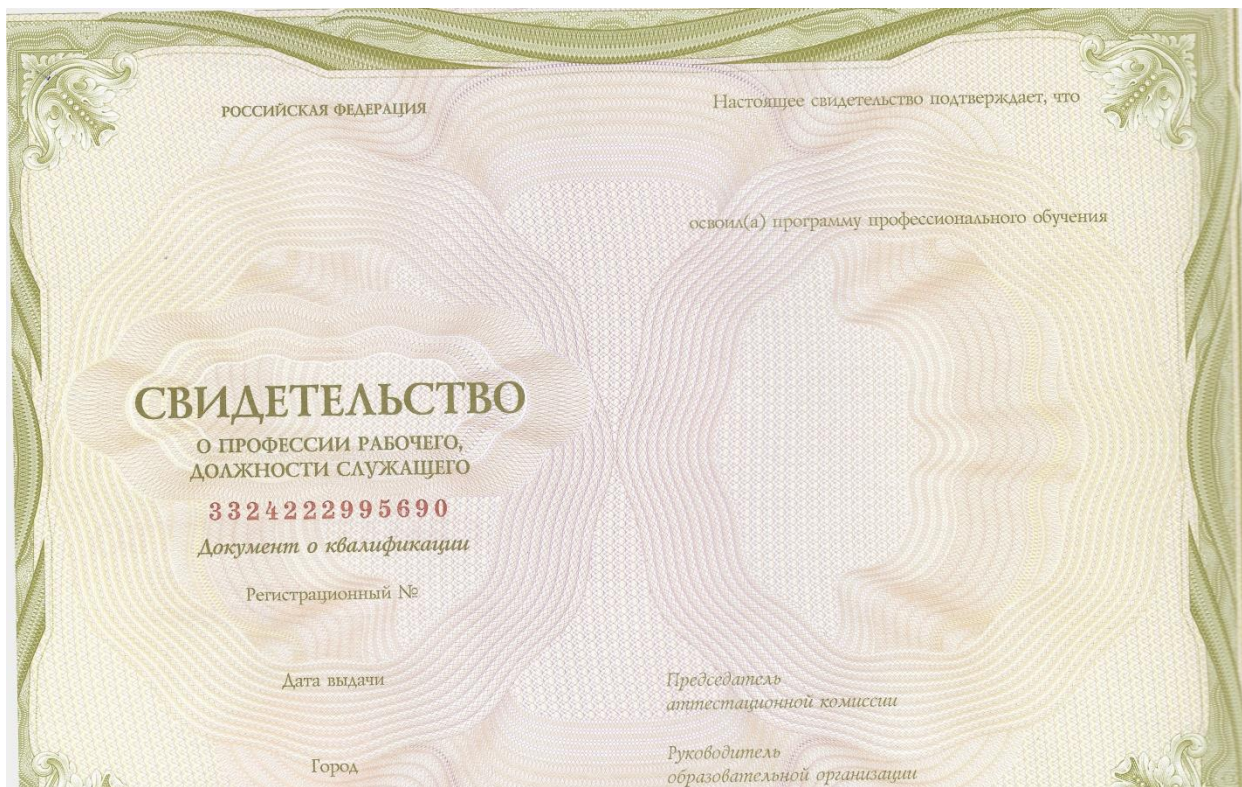 РОССИЙСКАЯ ФЕДЕРАЦИЯ
СВИДЕТЕЛЬСТВО
О ПРОФЕССИИ РАБОЧЕГО,
ДОЛЖНОСТИ СЛУЖАЩЕГО
3324222995690
Документ о квалификации
Регистрационный №
Дата выдачи
Город
Настоящее свидетельство подтверждает, что
освоил(а) программу профессионального обучения
Председатель
аттестационной комиссии
Руководитель
образовательной организации